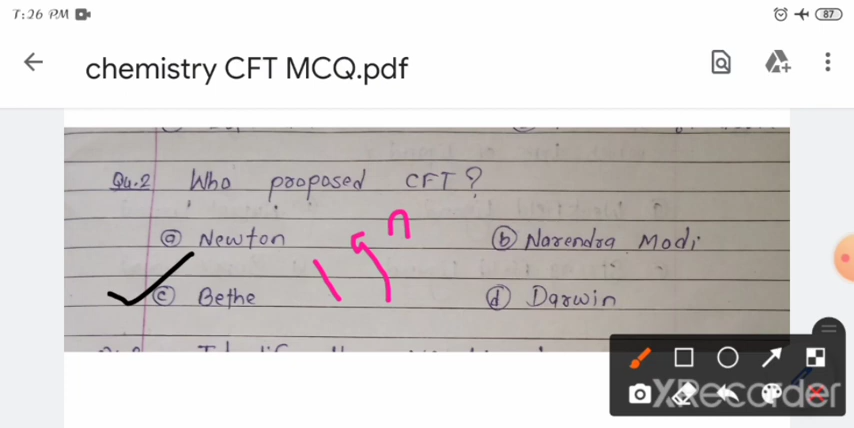 7:26 PM
87
chemistry CFT MCQ.pdf
Qu.2 Who proposed CFT?
a Newton
b Narendra Modi
c Bethe
d Darwin
XRecorder